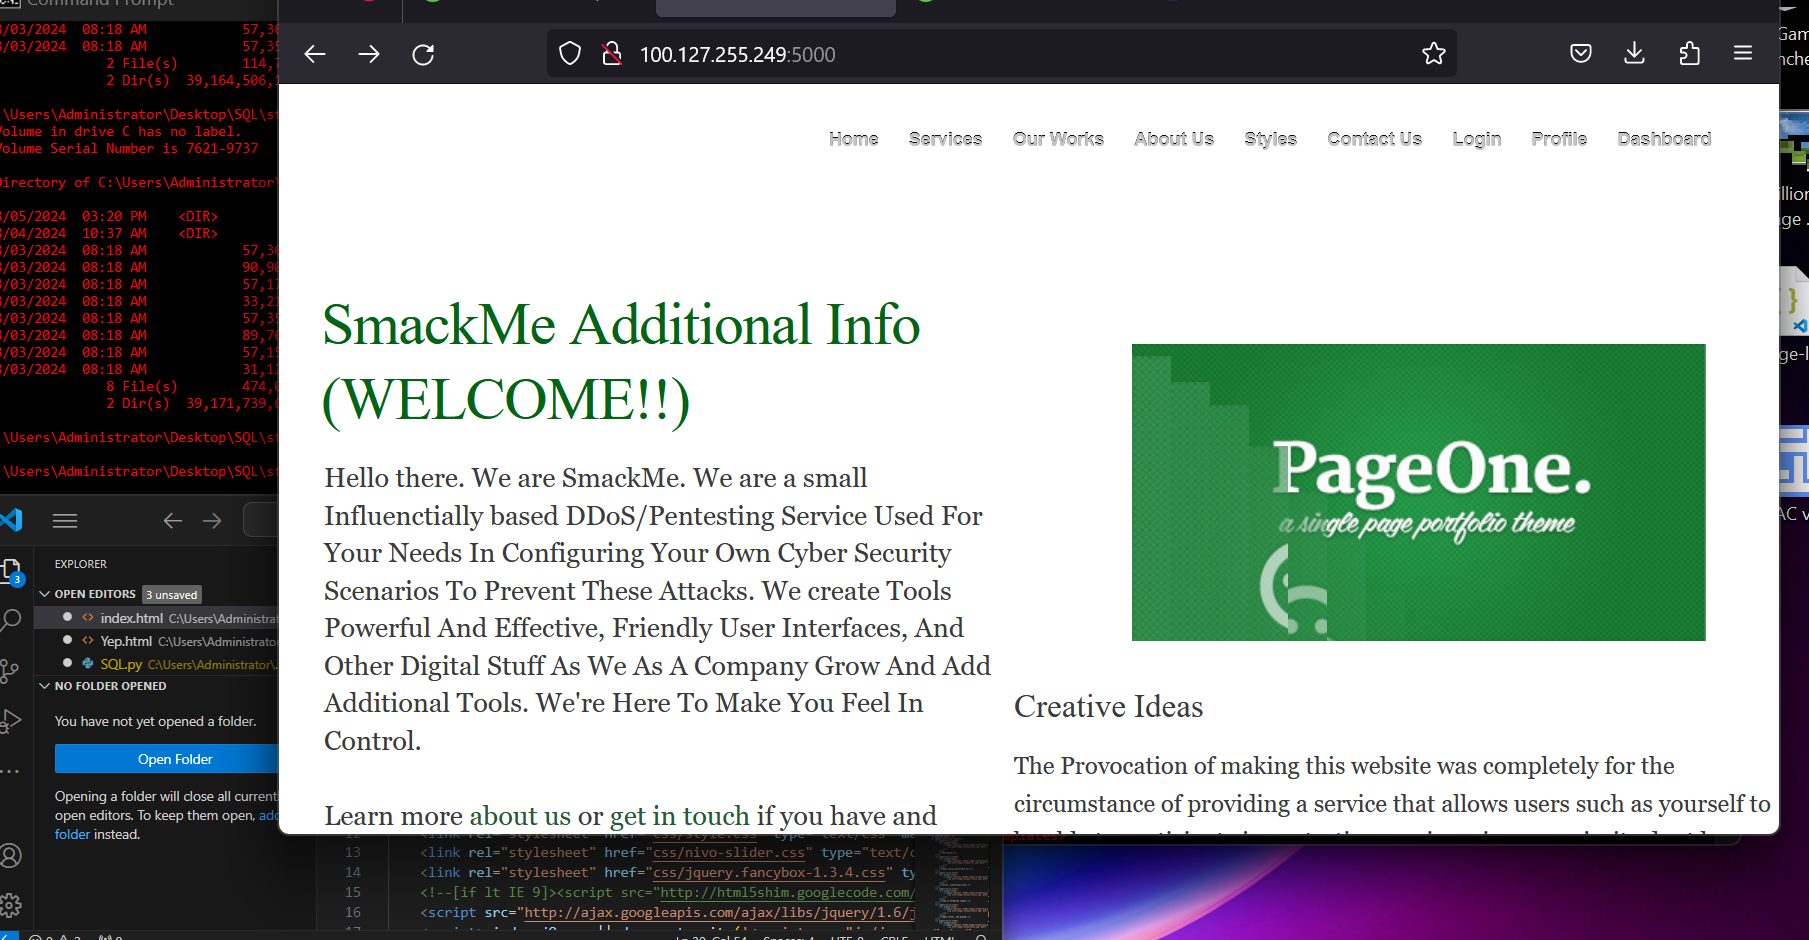 Command Prompt
/03/2024 08:18 AM 57,36
/03/2024 08:18 AM 57,35
2 File(s) 114,7
2 Dir(s) 39,164,506,1
:\Users\Administrator\Desktop\SQL\st
Volume in drive C has no label.
Volume Serial Number is 7621-9737
Directory of C:\Users\Administrator\
/05/2024 03:20 PM <DIR>
/04/2024 10:37 AM <DIR>
/03/2024 08:18 AM 57,36
/03/2024 08:18 AM 90,90
/03/2024 08:18 AM 57,17
/03/2024 08:18 AM 33,21
/03/2024 08:18 AM 57,35
/03/2024 08:18 AM 89,76
/03/2024 08:18 AM 57,15
/03/2024 08:18 AM 31,12
8 File(s) 474,0
2 Dir(s) 39,171,739,6
:\Users\Administrator\Desktop\SQL\st
:\Users\Administrator\Desktop\SQL\st
100.127.255.249:5000
Home Services Our Works About Us Styles Contact Us Login Profile Dashboard
SmackMe Additional Info
(WELCOME!!)
Hello there. We are SmackMe. We are a small
Influenctially based DDoS/Pentesting Service Used For
Your Needs In Configuring Your Own Cyber Security
Scenarios To Prevent These Attacks. We create Tools
Powerful And Effective, Friendly User Interfaces, And
Other Digital Stuff As We As A Company Grow And Add
Additional Tools. We're Here To Make You Feel In
Control.
Learn more about us or get in touch if you have and
PageOne.
a single page portfolio theme
Creative Ideas
The Provocation of making this website was completely for the
circumstance of providing a service that allows users such as yourself to
EXPLORER
3
OPEN EDITORS 3 unsaved
index.html C:\Users\Administrat
Yep.html C:\Users\Administrato
SQL.py C:\Users\Administrator\...
NO FOLDER OPENED
You have not yet opened a folder.
Open Folder
Opening a folder will close all current
open editors. To keep them open, add
folder instead.
13 <link rel="stylesheet" href="css/nivo-slider.css" type="text/c
14 <link rel="stylesheet" href="css/jquery.fancybox-1.3.4.css" ty
15 <!--[if lt IE 9]><script src="http://html5shim.googlecode.com/
16 <script src="http://ajax.googleapis.com/ajax/libs/jquery/1.6/j